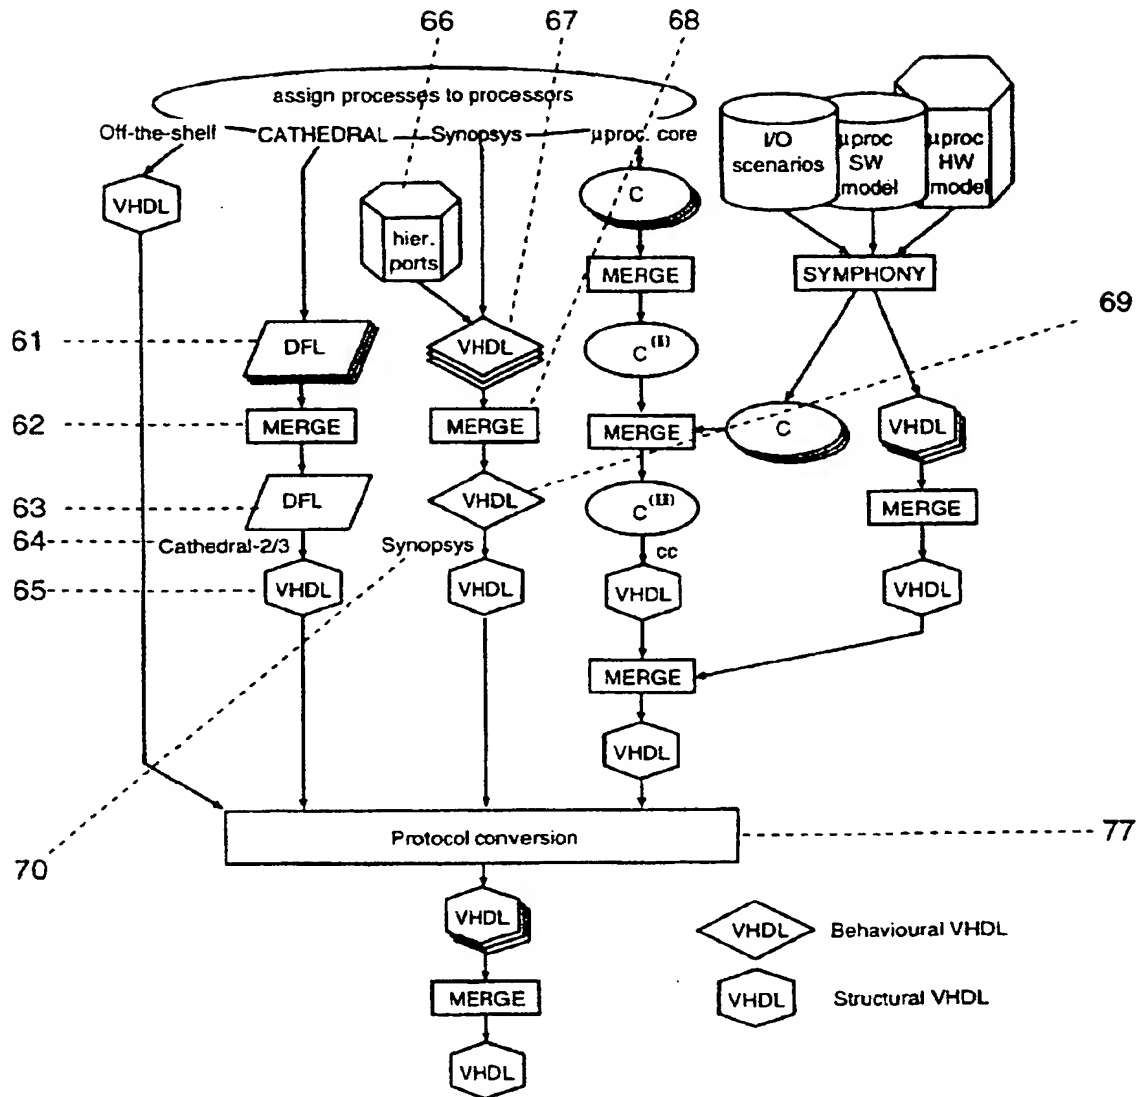 66 67 68
assign processes to processors
Off-the-shelf CATHEDRAL Synopsys µproc. core
I/O scenarios
µproc SW model
µproc HW model
VHDL
C
hier. ports
MERGE
SYMPHONY
69
61
DFL
VHDL
C(I)
62
MERGE
MERGE
MERGE
C
VHDL
63
DFL
VHDL
C(II)
MERGE
64
Cathedral-2/3
Synopsys
cc
65
VHDL
VHDL
VHDL
VHDL
MERGE
VHDL
Protocol conversion
77
70
VHDL
VHDL
Behavioural VHDL
MERGE
VHDL
Structural VHDL
VHDL